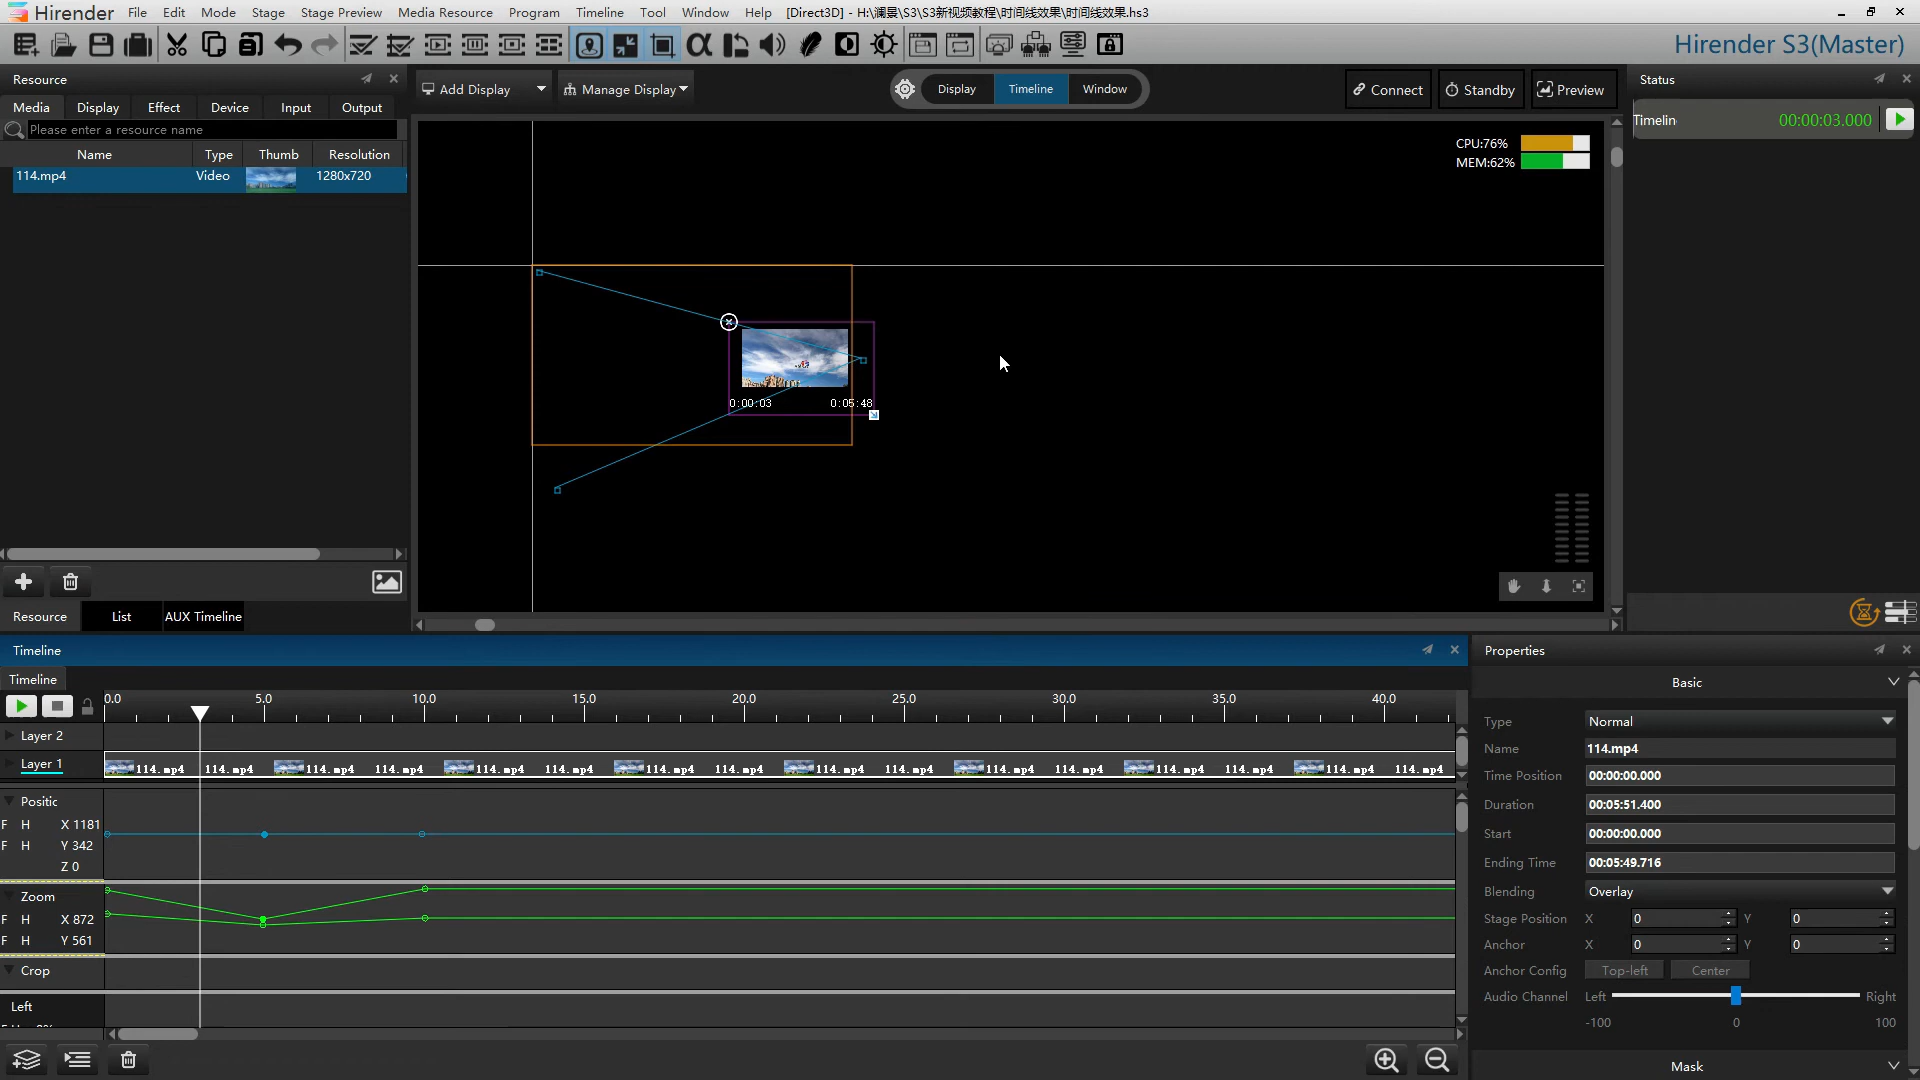 Hirender File Edit Mode Stage Stage Preview Media Resource Program Timeline Tool Window Help [Direct3D] - H:\澜景\S3\S3新视频教程\时间线效果\时间线效果.hs3
Hirender S3(Master)
Resource
Media Display Effect Device Input Output
Please enter a resource name
Name Type Thumb Resolution
114.mp4 Video 1280x720
Resource List AUX Timeline
Add Display Manage Display Display Timeline Window Connect Standby Preview
CPU:76%
MEM:62%
0:00:03 0:05:48
Status
Timelin 00:00:03.000
Timeline
Timeline
0.0 5.0 10.0 15.0 20.0 25.0 30.0 35.0 40.0
Layer 2
Layer 1 114.mp4 114.mp4 114.mp4 114.mp4 114.mp4 114.mp4 114.mp4 114.mp4 114.mp4 114.mp4 114.mp4 114.mp4 114.mp4 114.mp4 114.mp4 114.mp4
Positic
F H X 1181
F H Y 342
Z 0
Zoom
F H X 872
F H Y 561
Crop
Left
Properties
Basic
Type Normal
Name 114.mp4
Time Position 00:00:00.000
Duration 00:05:51.400
Start 00:00:00.000
Ending Time 00:05:49.716
Blending Overlay
Stage Position X 0 Y 0
Anchor X 0 Y 0
Anchor Config Top-left Center
Audio Channel Left Right
-100 0 100
Mask